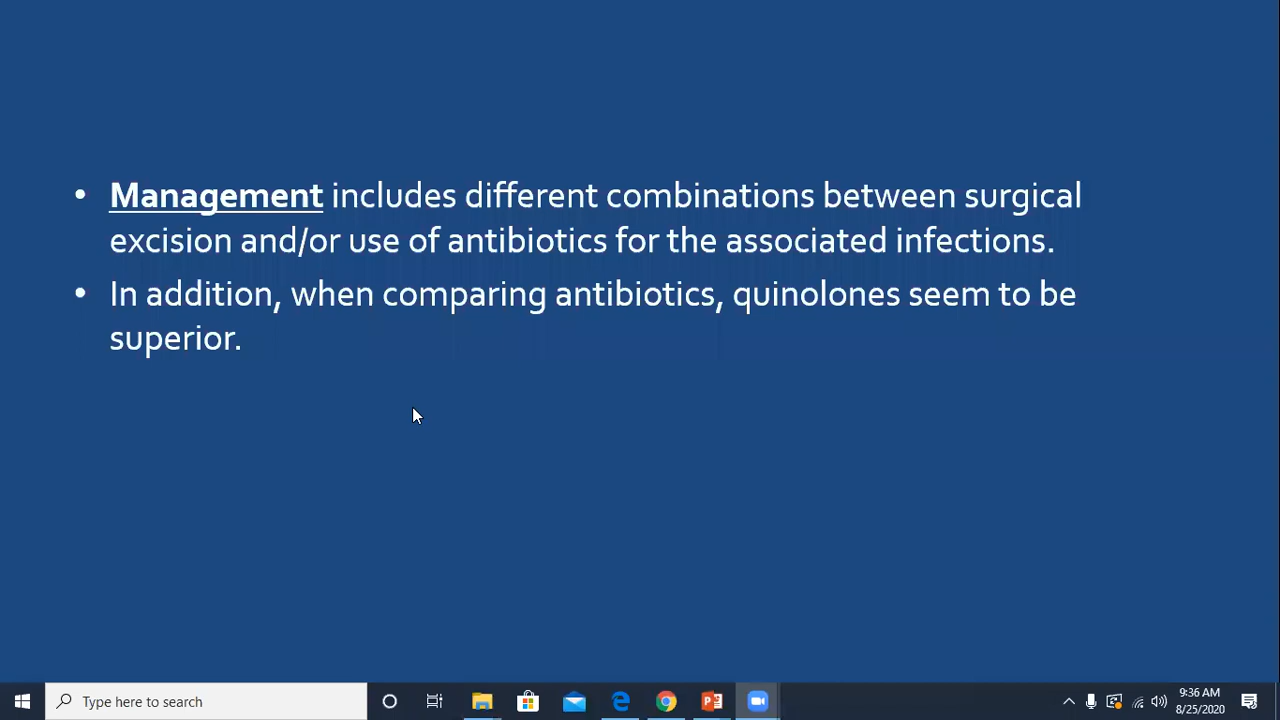 • Management includes different combinations between surgical
excision and/or use of antibiotics for the associated infections.
• In addition, when comparing antibiotics, quinolones seem to be
superior.
Type here to search
9:36 AM
8/25/2020